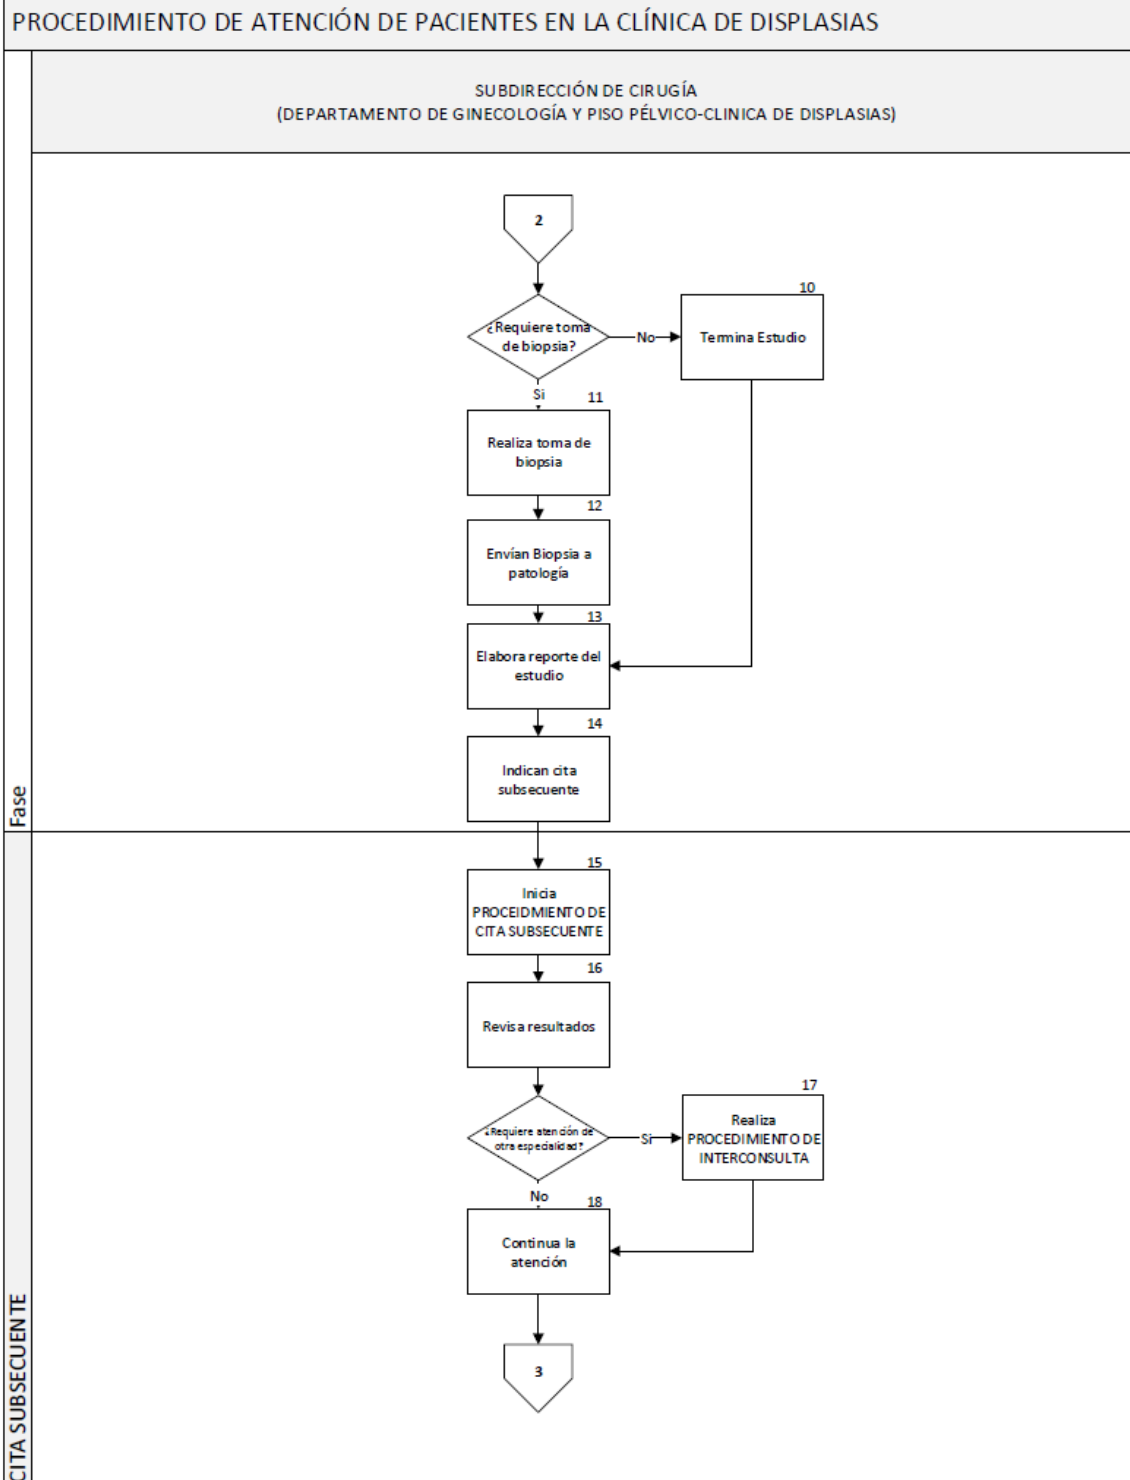 PROCEDIMIENTO DE ATENCIÓN DE PACIENTES EN LA CLÍNICA DE DISPLASIAS
SUBDIRECCIÓN DE CIRUGÍA
(DEPARTAMENTO DE GINECOLOGÍA Y PISO PÉLVICO-CLINICA DE DISPLASIAS)
Fase
2
¿Requiere toma
de biopsia?
No
10
Termina Estudio
Si
11
Realiza toma de
biopsia
12
Envían Biopsia a
patología
13
Elabora reporte del
estudio
14
Indican cita
subsecuente
CITA SUBSECUENTE
15
Inicia
PROCEIDMIENTO DE
CITA SUBSECUENTE
16
Revisa resultados
¿Requiere atención de
otra especialidad?
Si
17
Realiza
PROCEDIMIENTO DE
INTERCONSULTA
No
18
Continua la
atención
3